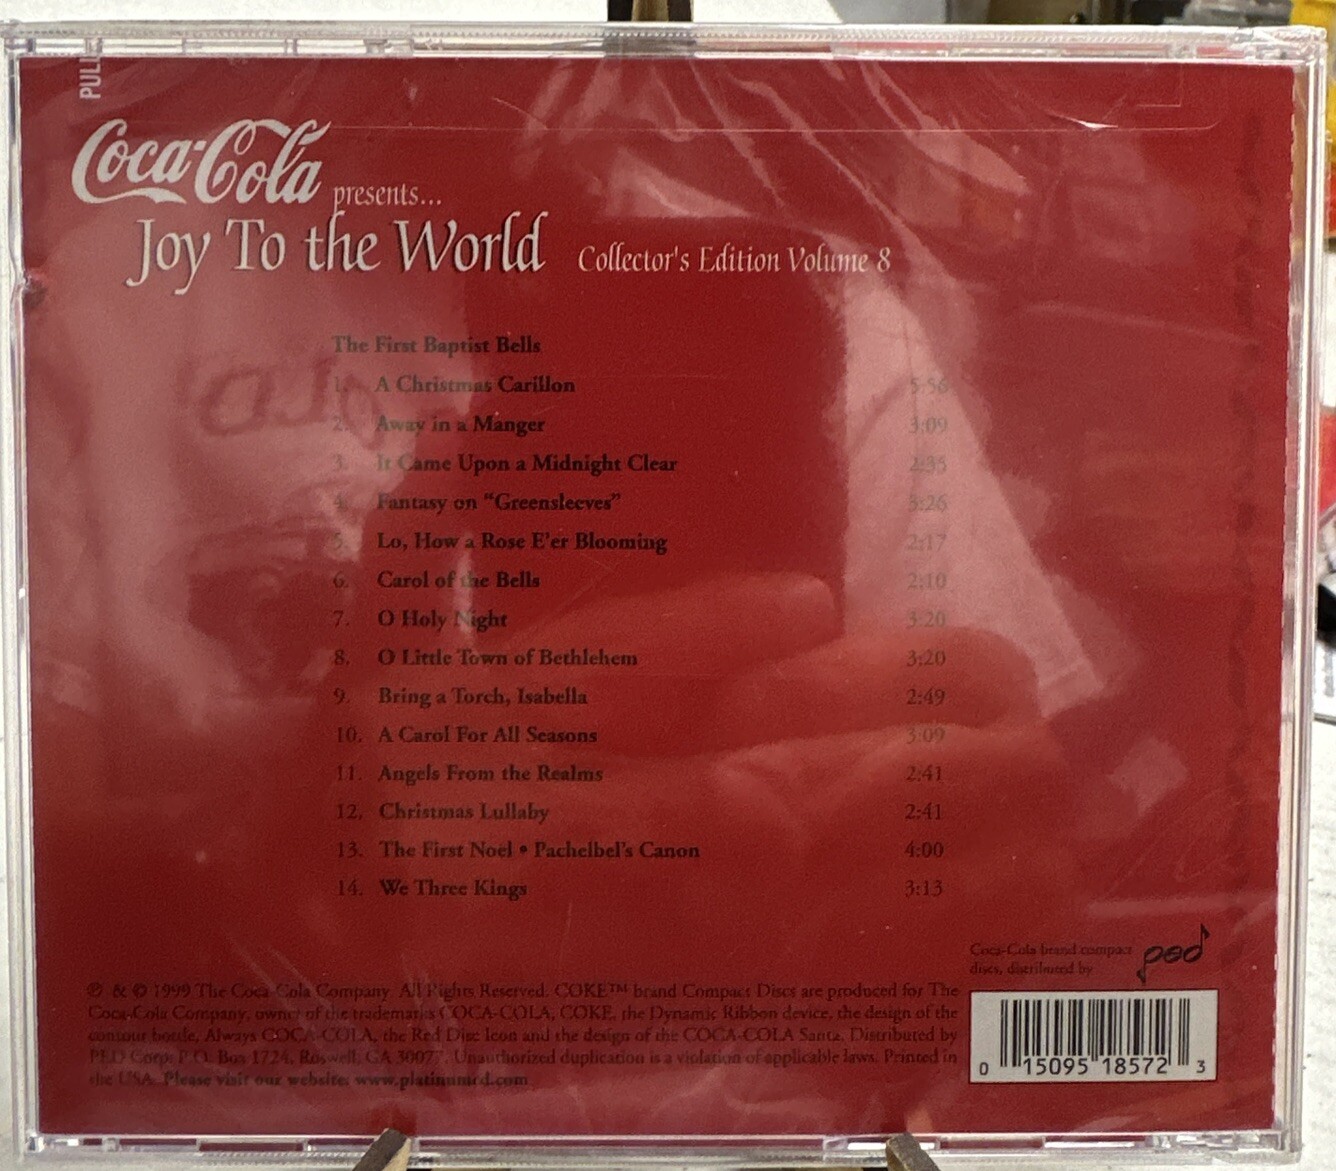 PULL
Coca-Cola presents...
Joy To the World Collector's Edition Volume 8
The First Baptist Bells
1. A Christmas Carillon 5:56
2. Away in a Manger 3:09
3. It Came Upon a Midnight Clear 2:35
4. Fantasy on “Greensleeves” :26
5. Lo, How a Rose E'er Blooming 2:17
6. Carol of the Bells 2:10
7. O Holy Night 3:20
8. O Little Town of Bethlehem 3:20
9. Bring a Torch, Isabella 2:49
10. A Carol For All Seasons 3:09
11. Angels From the Realms 2:41
12. Christmas Lullaby 2:41
13. The First Noel • Pachelbel's Canon 4:00
14. We Three Kings 3:13
Coca-Cola brand compact
discs, distributed by ped
℗ & © 1999 The Coca-Cola Company. All Rights Reserved. COKE™ brand Compact Discs are produced for The
Coca-Cola Company, owner of the trademarks COCA-COLA, COKE, the Dynamic Ribbon device, the design of the
contour bottle, Always COCA-COLA, the Red Disc Icon and the design of the COCA-COLA Santa. Distributed by
PED Corp. P.O. Box 1724, Roswell, GA 30077. Unauthorized duplication is a violation of applicable laws. Printed in
the USA. Please visit our website: www.platinumcd.com
0 15095 18572 3